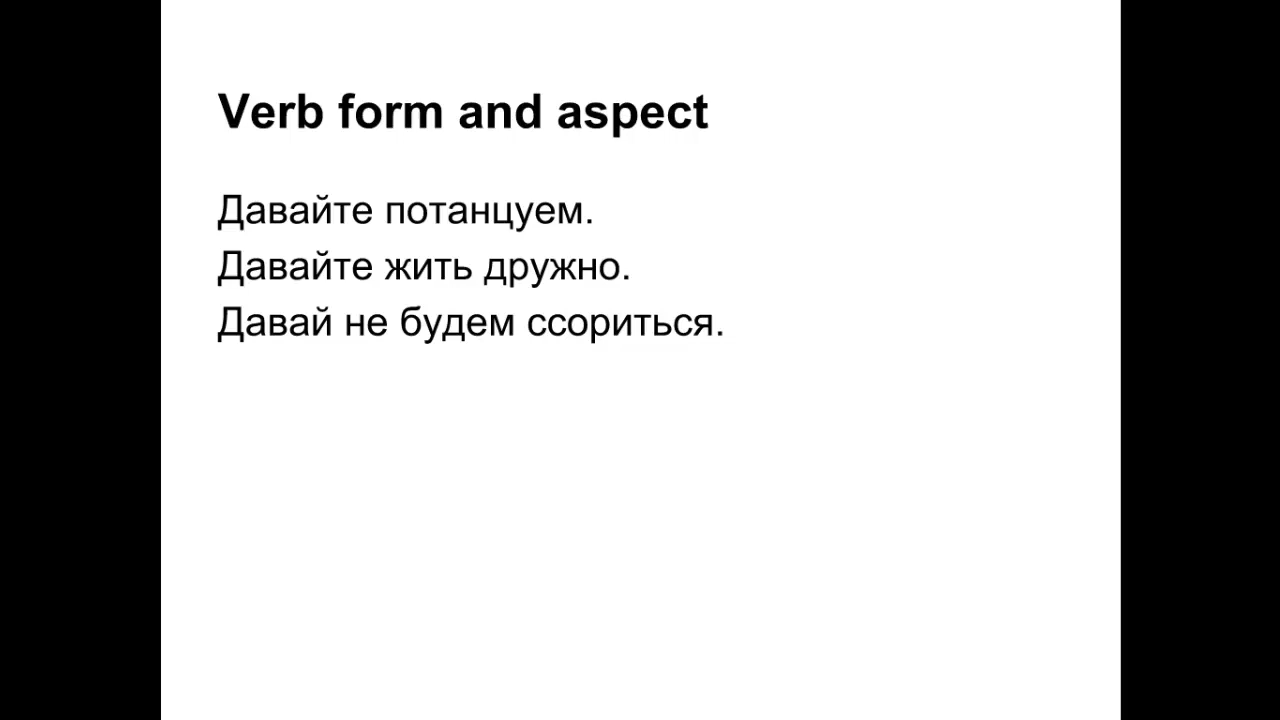 Verb form and aspect
Давайте потанцуем.
Давайте жить дружно.
Давай не будем ссориться.